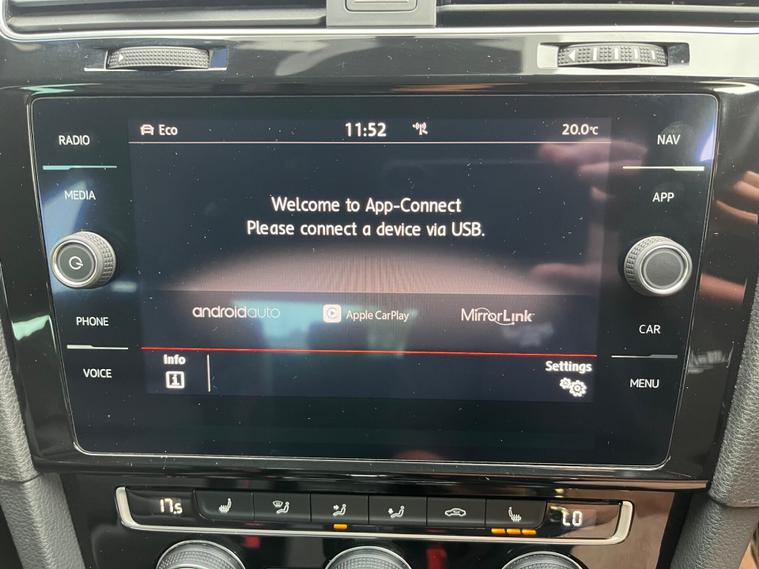 RADIO
MEDIA
PHONE
VOICE
Eco
11:52
20.0°C
Welcome to App-Connect
Please connect a device via USB.
androidauto
Apple CarPlay
MirrorLink
Info
Settings
NAV
APP
CAR
MENU
17.5
LO